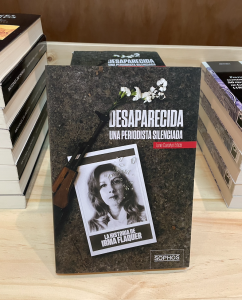 DESAPARECIDA
UNA PERIODISTA SILENCIADA
LA HISTORIA DE
IRMA FLAQUER
SOPHOS